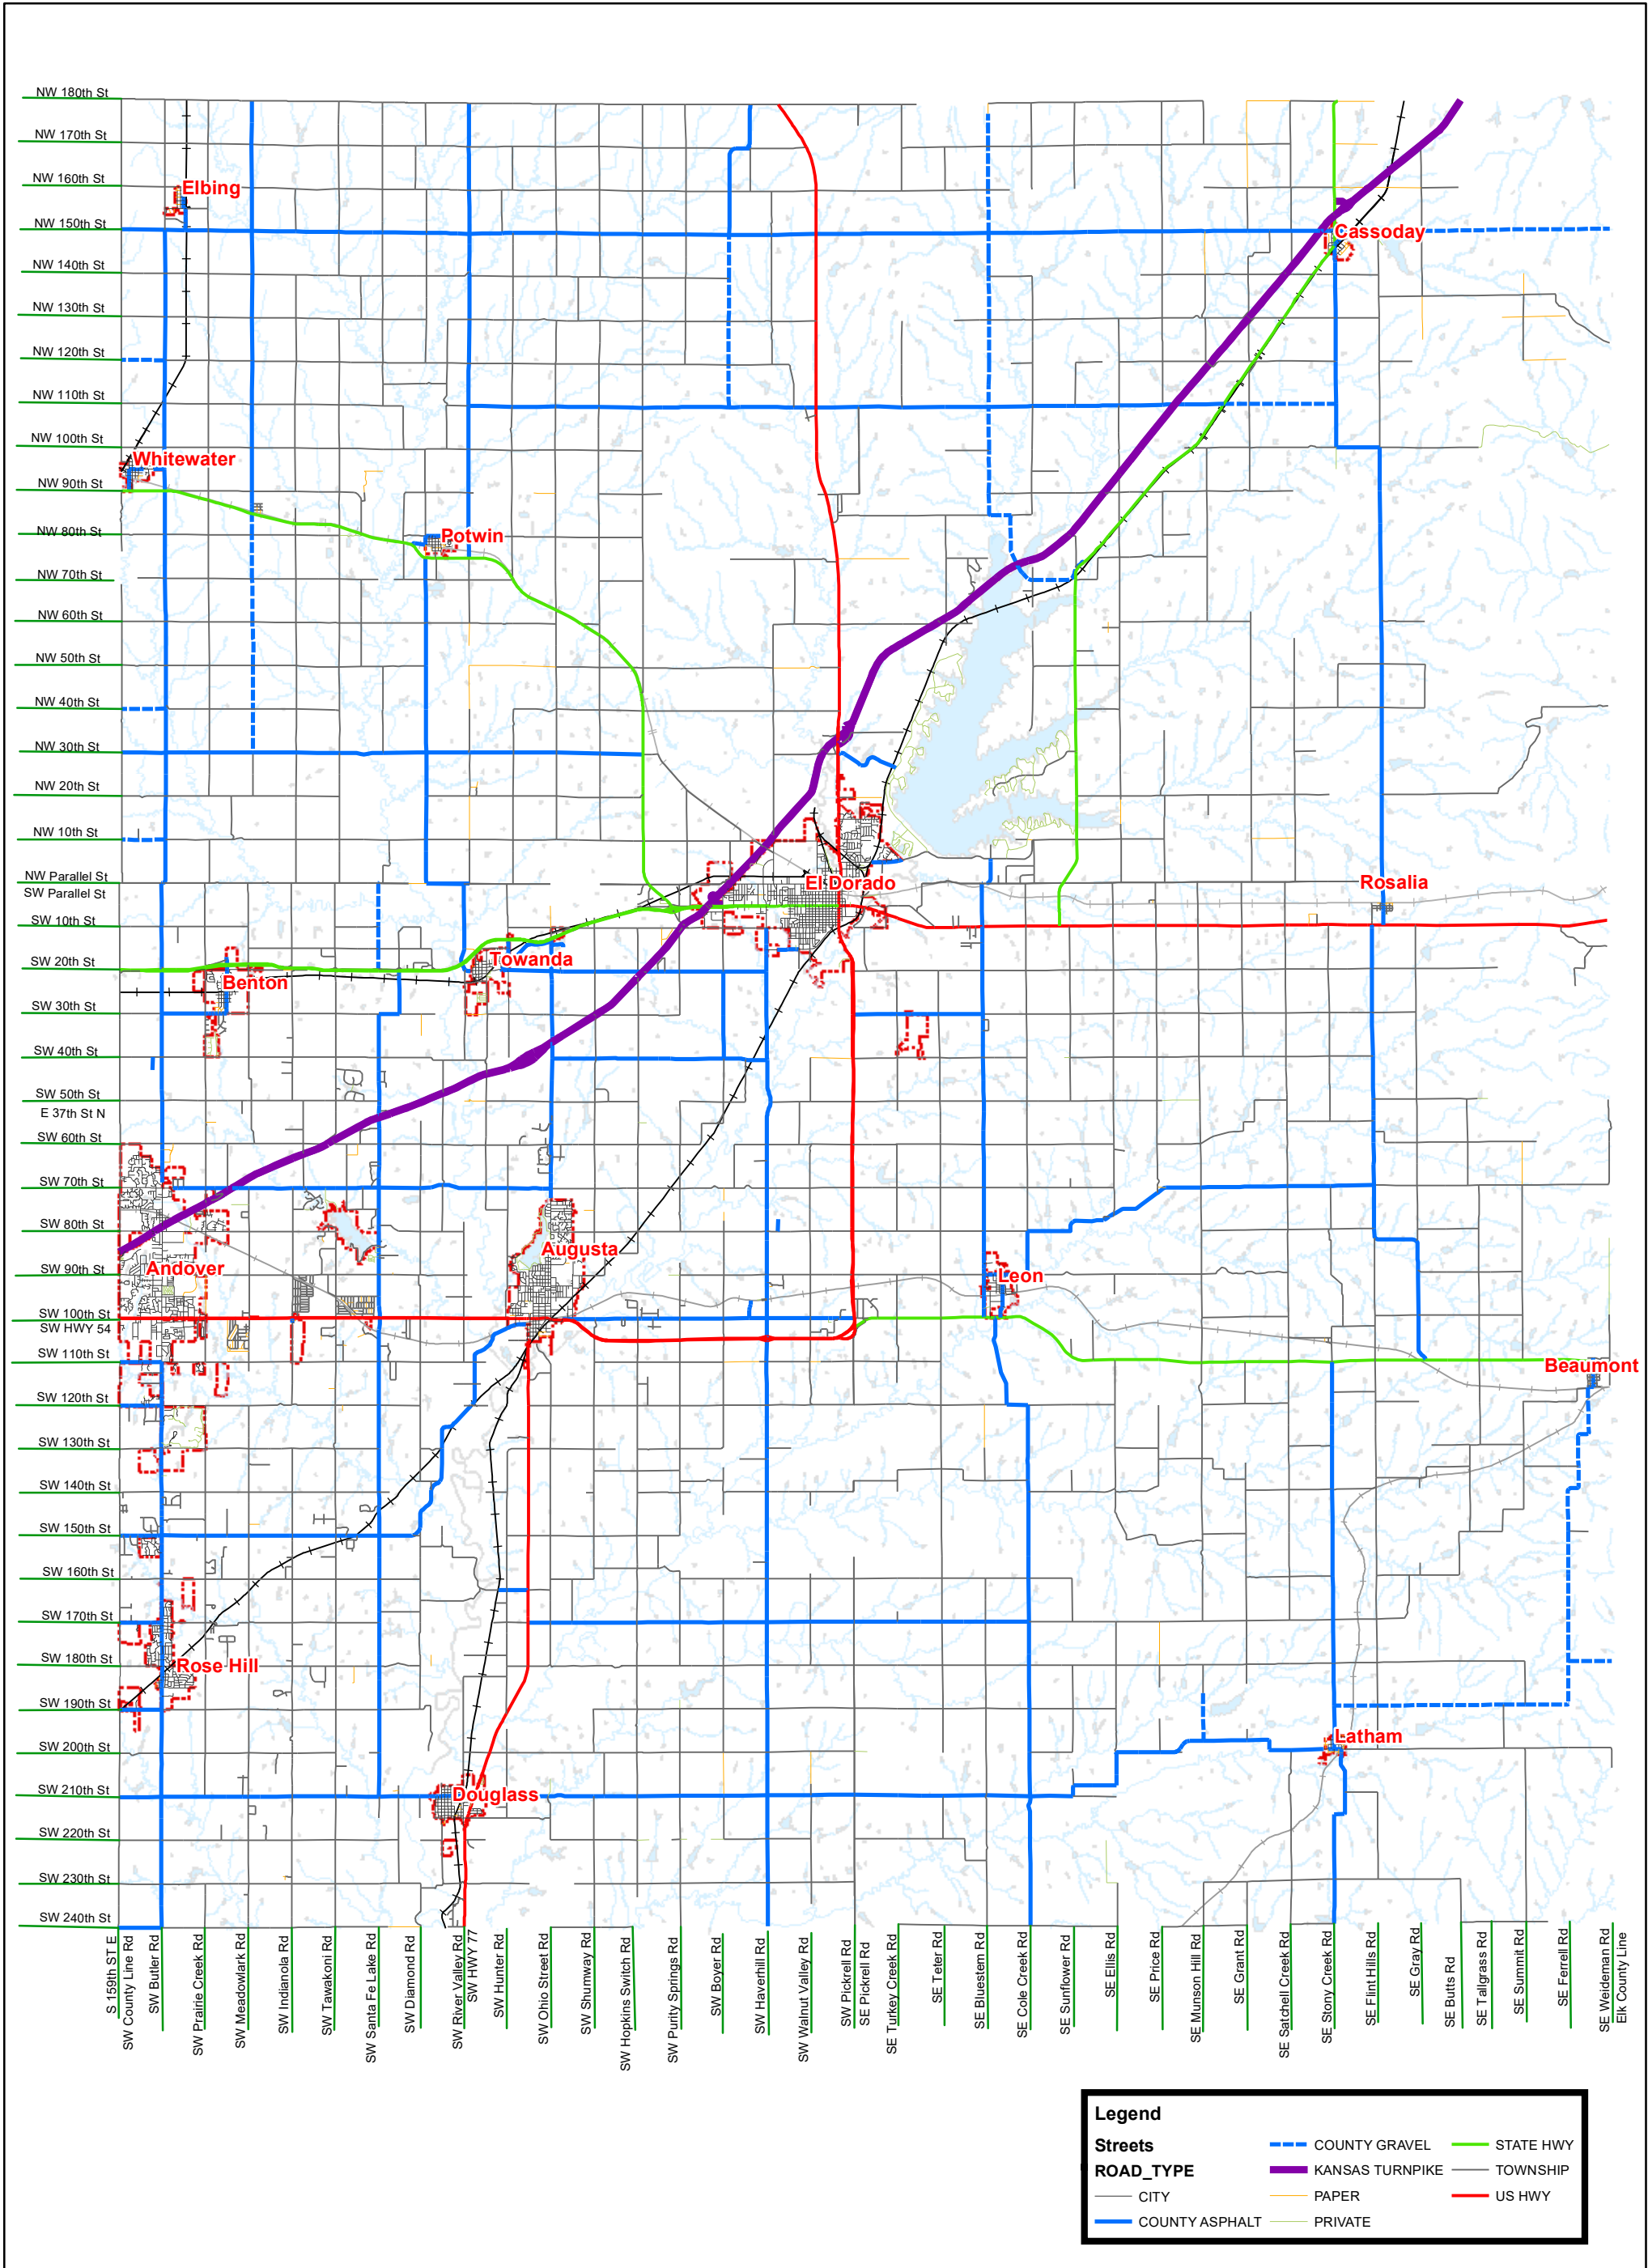 NW 180th St
NW 170th St
NW 160th St
Elbing
NW 150th St
Cassoday
NW 140th St
NW 130th St
NW 120th St
NW 110th St
NW 100th St
Whitewater
NW 90th St
NW 80th St
Potwin
NW 70th St
NW 60th St
NW 50th St
NW 40th St
NW 30th St
NW 20th St
NW 10th St
NW Parallel St
El Dorado
Rosalia
SW Parallel St
SW 10th St
SW 20th St
Towanda
Benton
SW 30th St
SW 40th St
SW 50th St
E 37th St N
SW 60th St
SW 70th St
SW 80th St
Augusta
SW 90th St
Andover
Leon
SW 100th St
SW HWY 54
SW 110th St
Beaumont
SW 120th St
SW 130th St
SW 140th St
SW 150th St
SW 160th St
SW 170th St
SW 180th St
Rose Hill
SW 190th St
SW 200th St
Latham
SW 210th St
Douglass
SW 220th St
SW 230th St
SW 240th St
S 159th ST E
SW County Line Rd
SW Butler Rd
SW Prairie Creek Rd
SW Meadowlark Rd
SW Indianola Rd
SW Tawakoni Rd
SW Santa Fe Lake Rd
SW Diamond Rd
SW River Valley Rd
SW HWY 77
SW Hunter Rd
SW Ohio Street Rd
SW Shumway Rd
SW Hopkins Switch Rd
SW Purity Springs Rd
SW Boyer Rd
SW Haverhill Rd
SW Walnut Valley Rd
SW Pickrell Rd
SE Pickrell Rd
SE Turkey Creek Rd
SE Teter Rd
SE Bluestem Rd
SE Cole Creek Rd
SE Sunflower Rd
SE Ellis Rd
SE Price Rd
SE Munson Hill Rd
SE Grant Rd
SE Satchell Creek Rd
SE Stony Creek Rd
SE Flint Hills Rd
SE Gray Rd
SE Butts Rd
SE Tallgrass Rd
SE Summit Rd
SE Ferrell Rd
SE Weideman Rd
Elk County Line
Legend
Streets
ROAD_TYPE
CITY
COUNTY ASPHALT
COUNTY GRAVEL
KANSAS TURNPIKE
PAPER
PRIVATE
STATE HWY
TOWNSHIP
US HWY